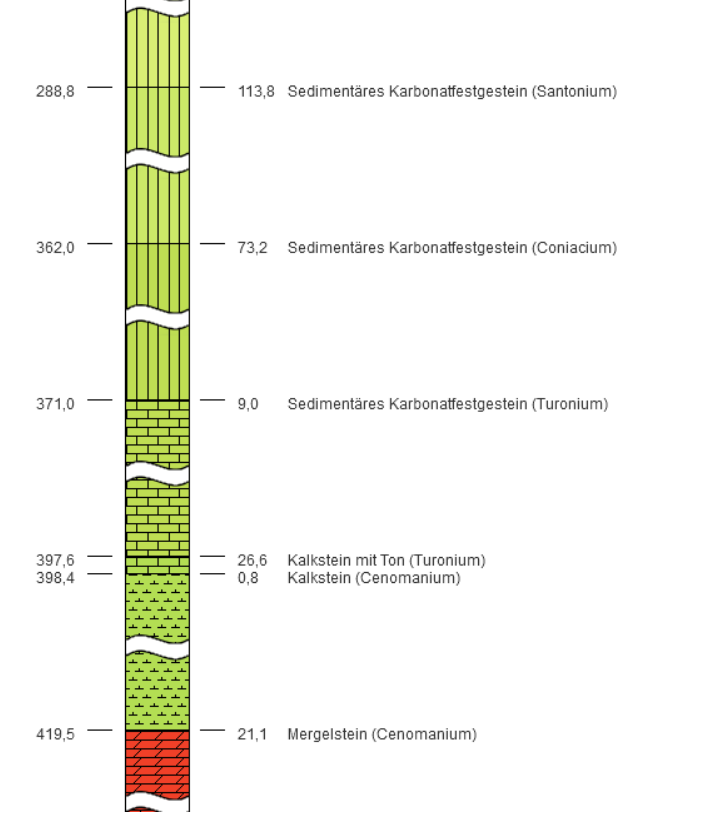 288,8 113,8 Sedimentäres Karbonatfestgestein (Santonium)
362,0 73,2 Sedimentäres Karbonatfestgestein (Coniacium)
371,0 9,0 Sedimentäres Karbonatfestgestein (Turonium)
397,6 26,6 Kalkstein mit Ton (Turonium)
398,4 0,8 Kalkstein (Cenomanium)
419,5 21,1 Mergelstein (Cenomanium)